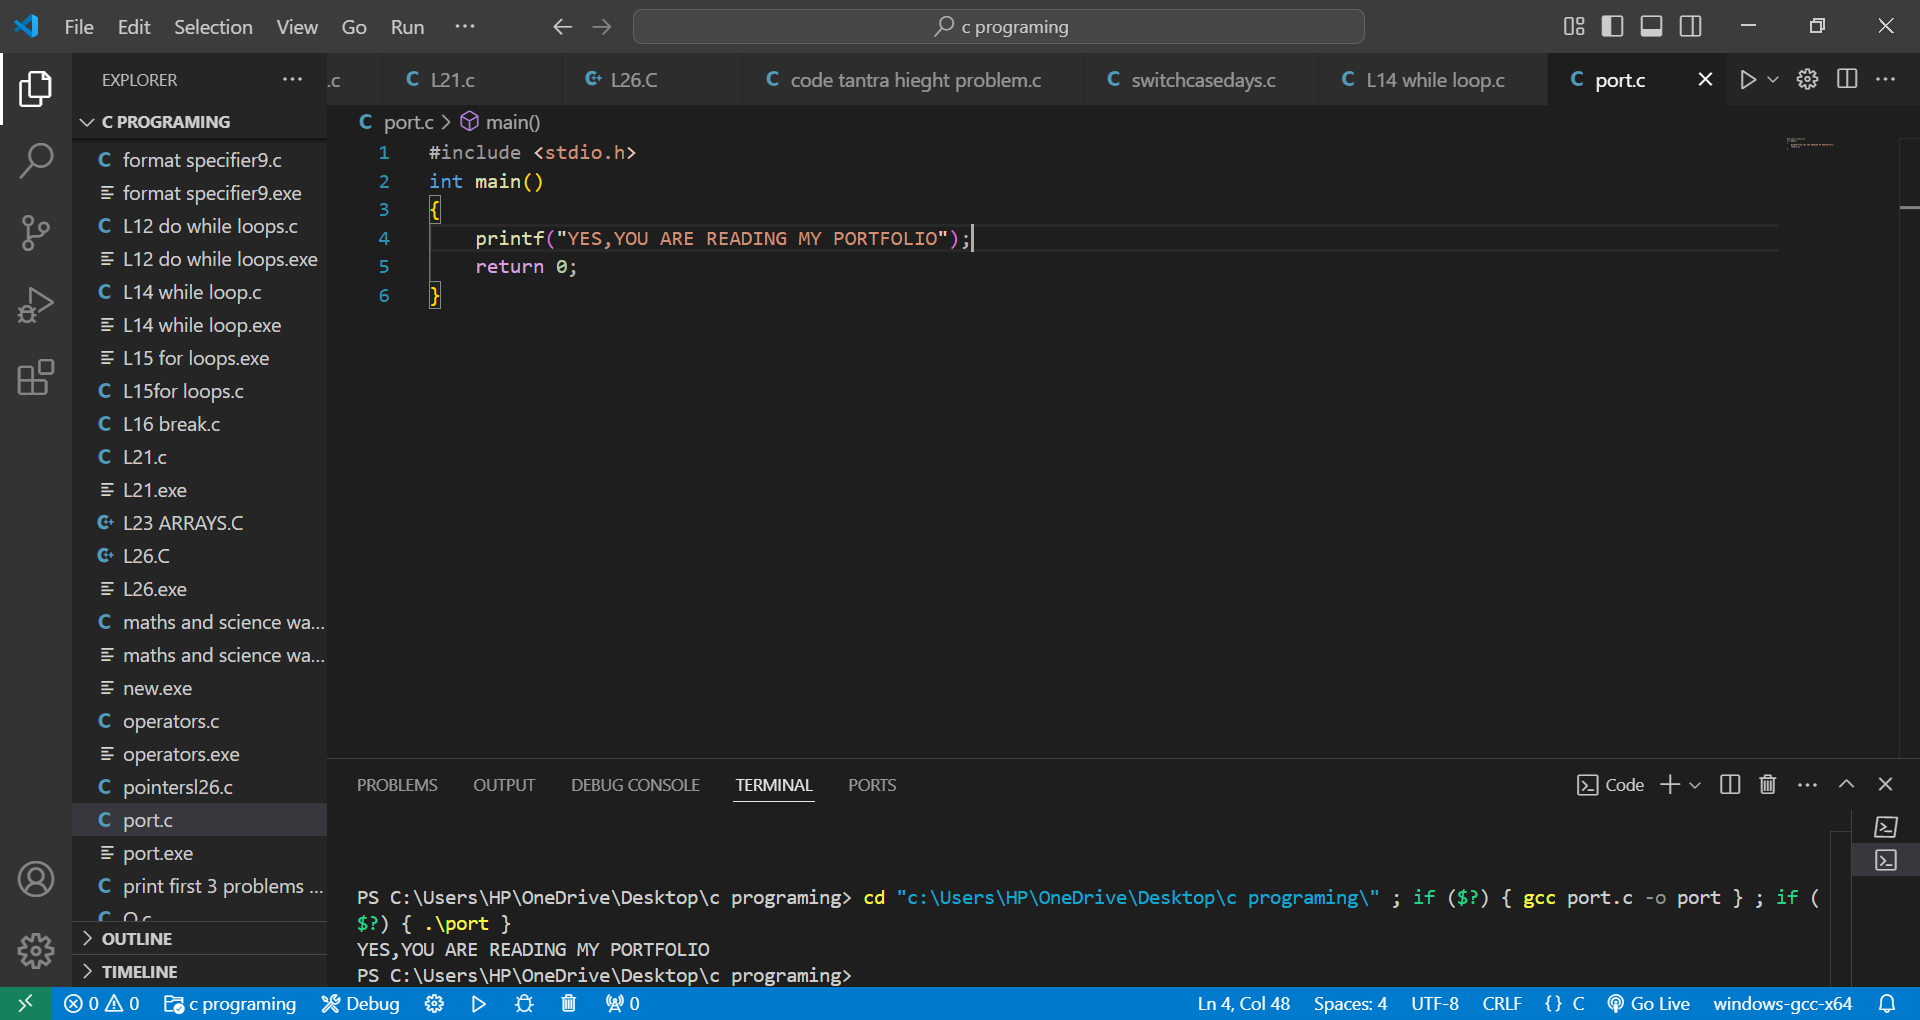 File Edit Selection View Go Run ···
c programing
EXPLORER ···
.c
L21.c
L26.C
code tantra hieght problem.c
switchcasedays.c
L14 while loop.c
port.c
C PROGRAMING
format specifier9.c
format specifier9.exe
L12 do while loops.c
L12 do while loops.exe
L14 while loop.c
L14 while loop.exe
L15 for loops.exe
L15for loops.c
L16 break.c
L21.c
L21.exe
L23 ARRAYS.C
L26.C
L26.exe
maths and science wa...
maths and science wa...
new.exe
operators.c
operators.exe
pointersl26.c
port.c
port.exe
print first 3 problems ...
Q.c
OUTLINE
TIMELINE
C port.c > main()
1 #include <stdio.h>
2 int main()
3 {
4 printf("YES,YOU ARE READING MY PORTFOLIO");
5 return 0;
6 }
PROBLEMS OUTPUT DEBUG CONSOLE TERMINAL PORTS
Code
PS C:\Users\HP\OneDrive\Desktop\c programing> cd "c:\Users\HP\OneDrive\Desktop\c programing\" ; if ($?) { gcc port.c -o port } ; if (
$?) { .\port }
YES,YOU ARE READING MY PORTFOLIO
PS C:\Users\HP\OneDrive\Desktop\c programing>
0 0 c programing Debug 0 Ln 4, Col 48 Spaces: 4 UTF-8 CRLF {} C Go Live windows-gcc-x64